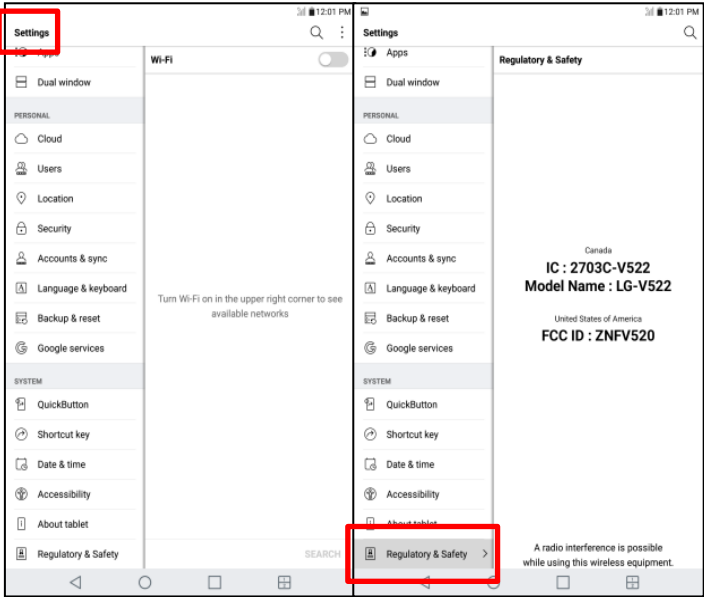 12:01 PM
Settings
Apps
Dual window
PERSONAL
Cloud
Users
Location
Security
Accounts & sync
Language & keyboard
Backup & reset
Google services
SYSTEM
QuickButton
Shortcut key
Date & time
Accessibility
About tablet
Regulatory & Safety
Wi-Fi
Turn Wi-Fi on in the upper right corner to see
available networks
SEARCH
12:01 PM
Settings
Apps
Dual window
PERSONAL
Cloud
Users
Location
Security
Accounts & sync
Language & keyboard
Backup & reset
Google services
SYSTEM
QuickButton
Shortcut key
Date & time
Accessibility
About tablet
Regulatory & Safety
Regulatory & Safety
Canada
IC : 2703C-V522
Model Name : LG-V522
United States of America
FCC ID : ZNFV520
A radio interference is possible
while using this wireless equipment.